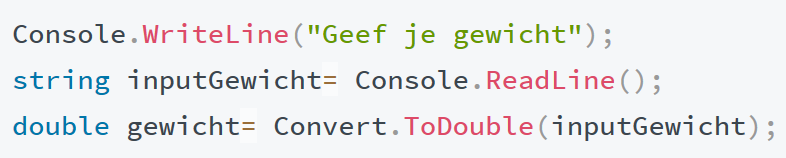 Console.WriteLine("Geef je gewicht");
string inputGewicht= Console.ReadLine();
double gewicht= Convert.ToDouble(inputGewicht);